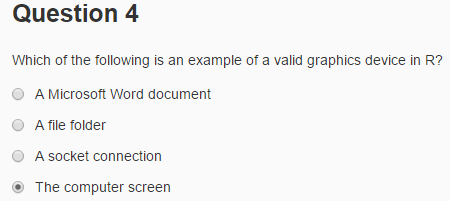 Question 4
Which of the following is an example of a valid graphics device in R?
A Microsoft Word document
A file folder
A socket connection
The computer screen